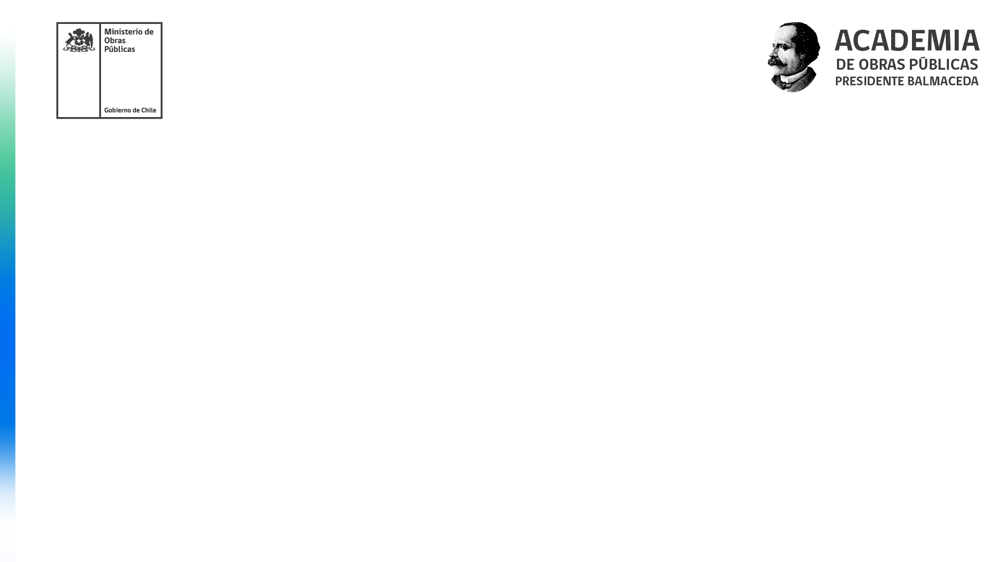 Ministerio de
Obras
Públicas
Gobierno de Chile
ACADEMIA
DE OBRAS PÚBLICAS
PRESIDENTE BALMACEDA